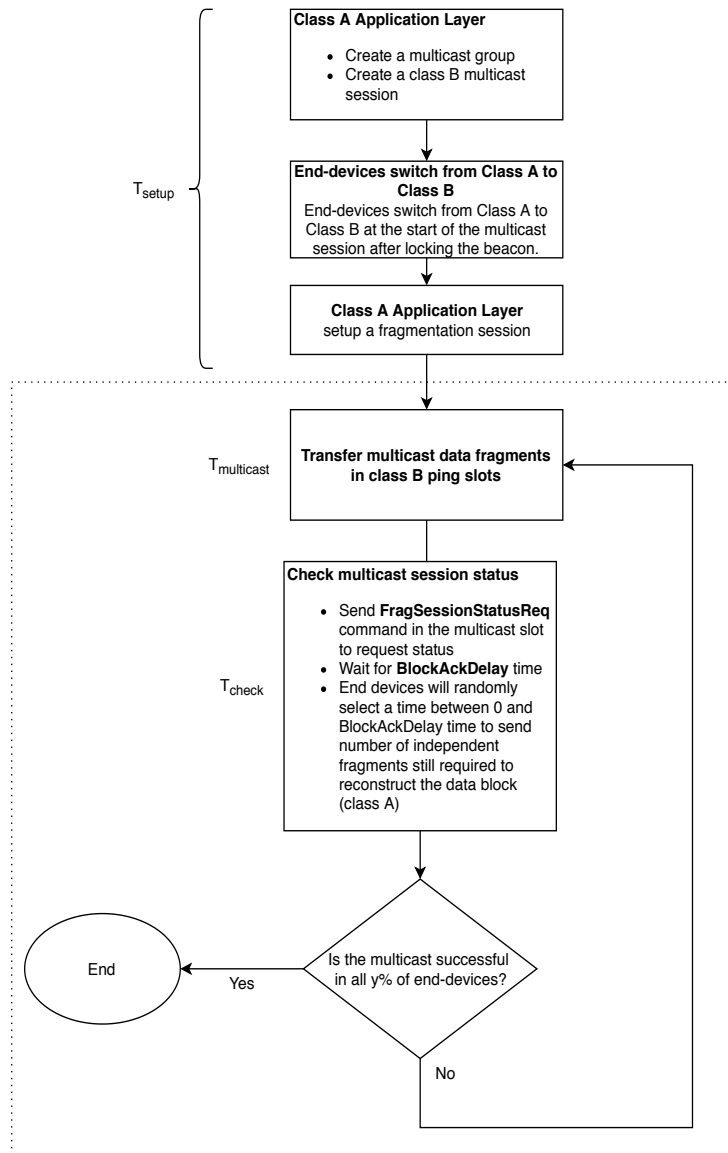 Class A Application Layer
• Create a multicast group
• Create a class B multicast
session
T_setup
End-devices switch from Class A to
Class B
End-devices switch from Class A to
Class B at the start of the multicast
session after locking the beacon.
Class A Application Layer
setup a fragmentation session
T_multicast
Transfer multicast data fragments
in class B ping slots
Check multicast session status
• Send FragSessionStatusReq
command in the multicast slot
to request status
• Wait for BlockAckDelay time
• End devices will randomly
select a time between 0 and
BlockAckDelay time to send
number of independent
fragments still required to
reconstruct the data block
(class A)
T_check
Is the multicast successful
in all y% of end-devices?
End
Yes
No